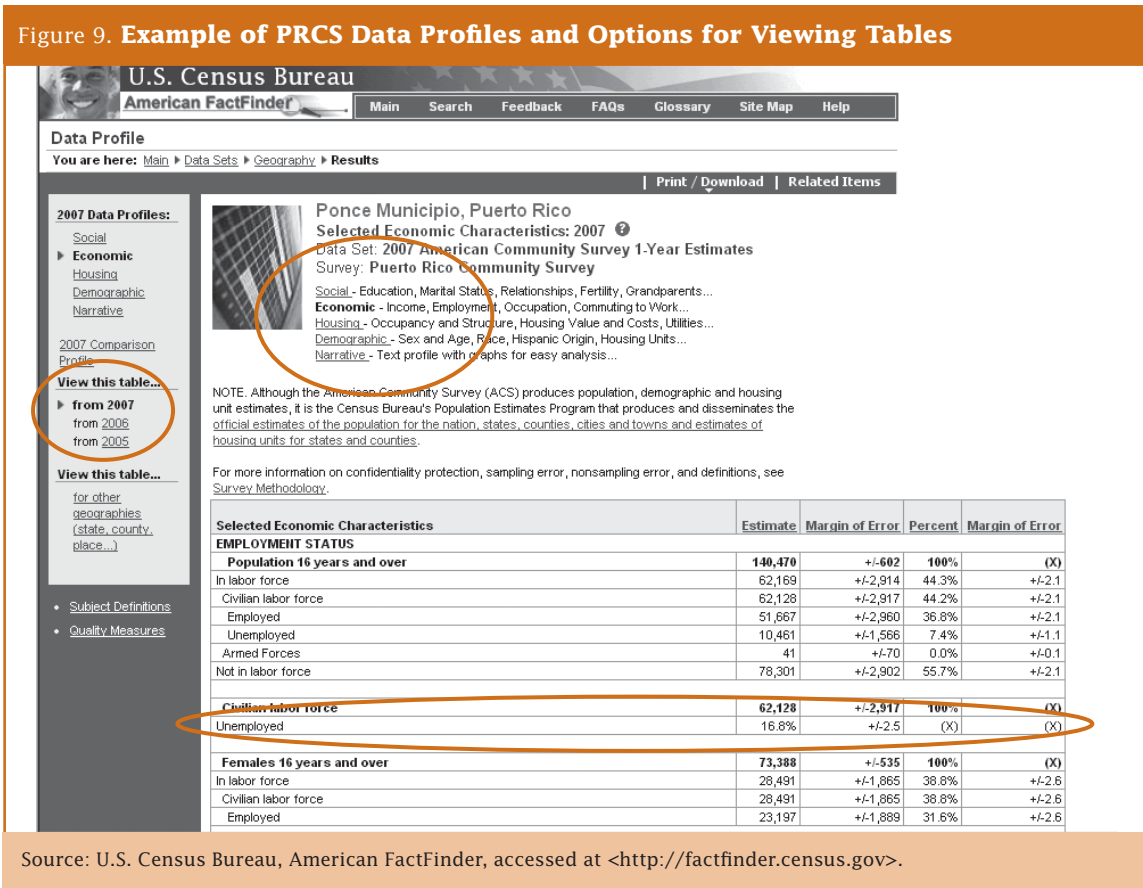 Figure 9. Example of PRCS Data Profiles and Options for Viewing Tables
U.S. Census Bureau
American FactFinder
Main Search Feedback FAQs Glossary Site Map Help
Data Profile
You are here: Main Data Sets Geography Results
| Print / Download | Related Items
2007 Data Profiles:
Social
Economic
Housing
Demographic
Narrative
2007 Comparison
Profile
View this table...
from 2007
from 2006
from 2005
View this table...
for other
geographies
(state, county,
place...)
• Subject Definitions
• Quality Measures
Ponce Municipio, Puerto Rico
Selected Economic Characteristics: 2007 ?
Data Set: 2007 American Community Survey 1-Year Estimates
Survey: Puerto Rico Community Survey
Social - Education, Marital Status, Relationships, Fertility, Grandparents...
Economic - Income, Employment, Occupation, Commuting to Work...
Housing - Occupancy and Structure, Housing Value and Costs, Utilities...
Demographic - Sex and Age, Race, Hispanic Origin, Housing Units...
Narrative - Text profile with graphs for easy analysis...
NOTE. Although the American Community Survey (ACS) produces population, demographic and housing
unit estimates, it is the Census Bureau's Population Estimates Program that produces and disseminates the
official estimates of the population for the nation, states, counties, cities and towns and estimates of
housing units for states and counties.
For more information on confidentiality protection, sampling error, nonsampling error, and definitions, see
Survey Methodology.
Selected Economic Characteristics Estimate Margin of Error Percent Margin of Error
EMPLOYMENT STATUS
Population 16 years and over 140,470 +/-602 100% (X)
In labor force 62,169 +/-2,914 44.3% +/-2.1
Civilian labor force 62,128 +/-2,917 44.2% +/-2.1
Employed 51,667 +/-2,960 36.8% +/-2.1
Unemployed 10,461 +/-1,566 7.4% +/-1.1
Armed Forces 41 +/-70 0.0% +/-0.1
Not in labor force 78,301 +/-2,902 55.7% +/-2.1
Civilian labor force 62,128 +/-2,917 100% (X)
Unemployed 16.8% +/-2.5 (X) (X)
Females 16 years and over 73,388 +/-535 100% (X)
In labor force 28,491 +/-1,865 38.8% +/-2.6
Civilian labor force 28,491 +/-1,865 38.8% +/-2.6
Employed 23,197 +/-1,889 31.6% +/-2.6
Source: U.S. Census Bureau, American FactFinder, accessed at <http://factfinder.census.gov>.